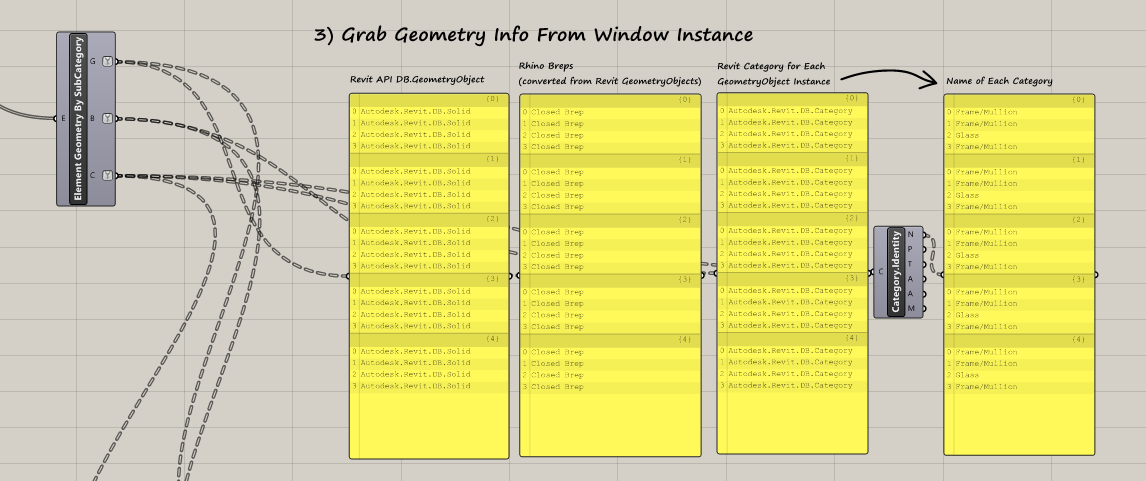 3) Grab Geometry Info From Window Instance
Element Geometry By SubCategory
E
G
B
C
Revit API DB.GeometryObject
{0}
0 Autodesk.Revit.DB.Solid
1 Autodesk.Revit.DB.Solid
2 Autodesk.Revit.DB.Solid
3 Autodesk.Revit.DB.Solid
{1}
0 Autodesk.Revit.DB.Solid
1 Autodesk.Revit.DB.Solid
2 Autodesk.Revit.DB.Solid
3 Autodesk.Revit.DB.Solid
{2}
0 Autodesk.Revit.DB.Solid
1 Autodesk.Revit.DB.Solid
2 Autodesk.Revit.DB.Solid
3 Autodesk.Revit.DB.Solid
{3}
0 Autodesk.Revit.DB.Solid
1 Autodesk.Revit.DB.Solid
2 Autodesk.Revit.DB.Solid
3 Autodesk.Revit.DB.Solid
{4}
0 Autodesk.Revit.DB.Solid
1 Autodesk.Revit.DB.Solid
2 Autodesk.Revit.DB.Solid
3 Autodesk.Revit.DB.Solid
Rhino Breps
(converted from Revit GeometryObjects)
{0}
0 Closed Brep
1 Closed Brep
2 Closed Brep
3 Closed Brep
{1}
0 Closed Brep
1 Closed Brep
2 Closed Brep
3 Closed Brep
{2}
0 Closed Brep
1 Closed Brep
2 Closed Brep
3 Closed Brep
{3}
0 Closed Brep
1 Closed Brep
2 Closed Brep
3 Closed Brep
{4}
0 Closed Brep
1 Closed Brep
2 Closed Brep
3 Closed Brep
Revit Category for Each
GeometryObject Instance
{0}
0 Autodesk.Revit.DB.Category
1 Autodesk.Revit.DB.Category
2 Autodesk.Revit.DB.Category
3 Autodesk.Revit.DB.Category
{1}
0 Autodesk.Revit.DB.Category
1 Autodesk.Revit.DB.Category
2 Autodesk.Revit.DB.Category
3 Autodesk.Revit.DB.Category
{2}
0 Autodesk.Revit.DB.Category
1 Autodesk.Revit.DB.Category
2 Autodesk.Revit.DB.Category
3 Autodesk.Revit.DB.Category
{3}
0 Autodesk.Revit.DB.Category
1 Autodesk.Revit.DB.Category
2 Autodesk.Revit.DB.Category
3 Autodesk.Revit.DB.Category
{4}
0 Autodesk.Revit.DB.Category
1 Autodesk.Revit.DB.Category
2 Autodesk.Revit.DB.Category
3 Autodesk.Revit.DB.Category
C
Category.Identity
N
P
T
A
A
M
Name of Each Category
{0}
0 Frame/Mullion
1 Frame/Mullion
2 Glass
3 Frame/Mullion
{1}
0 Frame/Mullion
1 Frame/Mullion
2 Glass
3 Frame/Mullion
{2}
0 Frame/Mullion
1 Frame/Mullion
2 Glass
3 Frame/Mullion
{3}
0 Frame/Mullion
1 Frame/Mullion
2 Glass
3 Frame/Mullion
{4}
0 Frame/Mullion
1 Frame/Mullion
2 Glass
3 Frame/Mullion